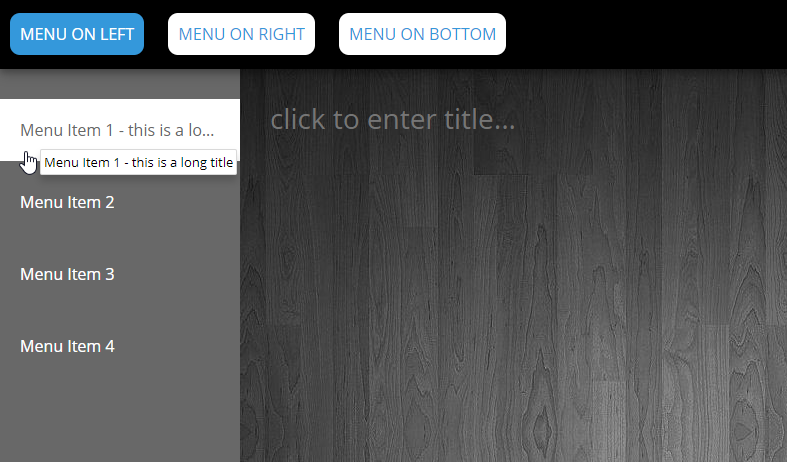 MENU ON LEFT MENU ON RIGHT MENU ON BOTTOM
click to enter title...
Menu Item 1 - this is a lo...
Menu Item 1 - this is a long title
Menu Item 2
Menu Item 3
Menu Item 4